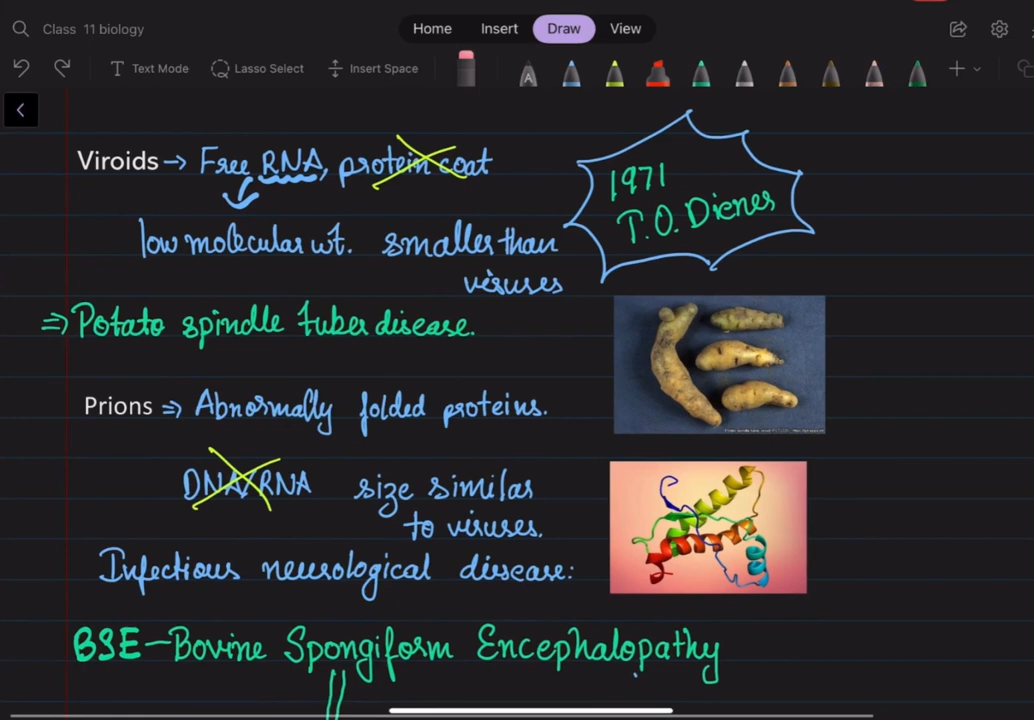 Class 11 biology
Home Insert Draw View
Text Mode Lasso Select Insert Space
A
Viroids → Free RNA, protein coat
1971
T.O. Dienes
low molecular wt. smaller than
viruses
⇒ Potato spindle tuber disease.
Prions ⇒ Abnormally folded proteins.
DNA/RNA size similar
to viruses.
Infectious neurological disease:
BSE – Bovine Spongiform Encephalopathy